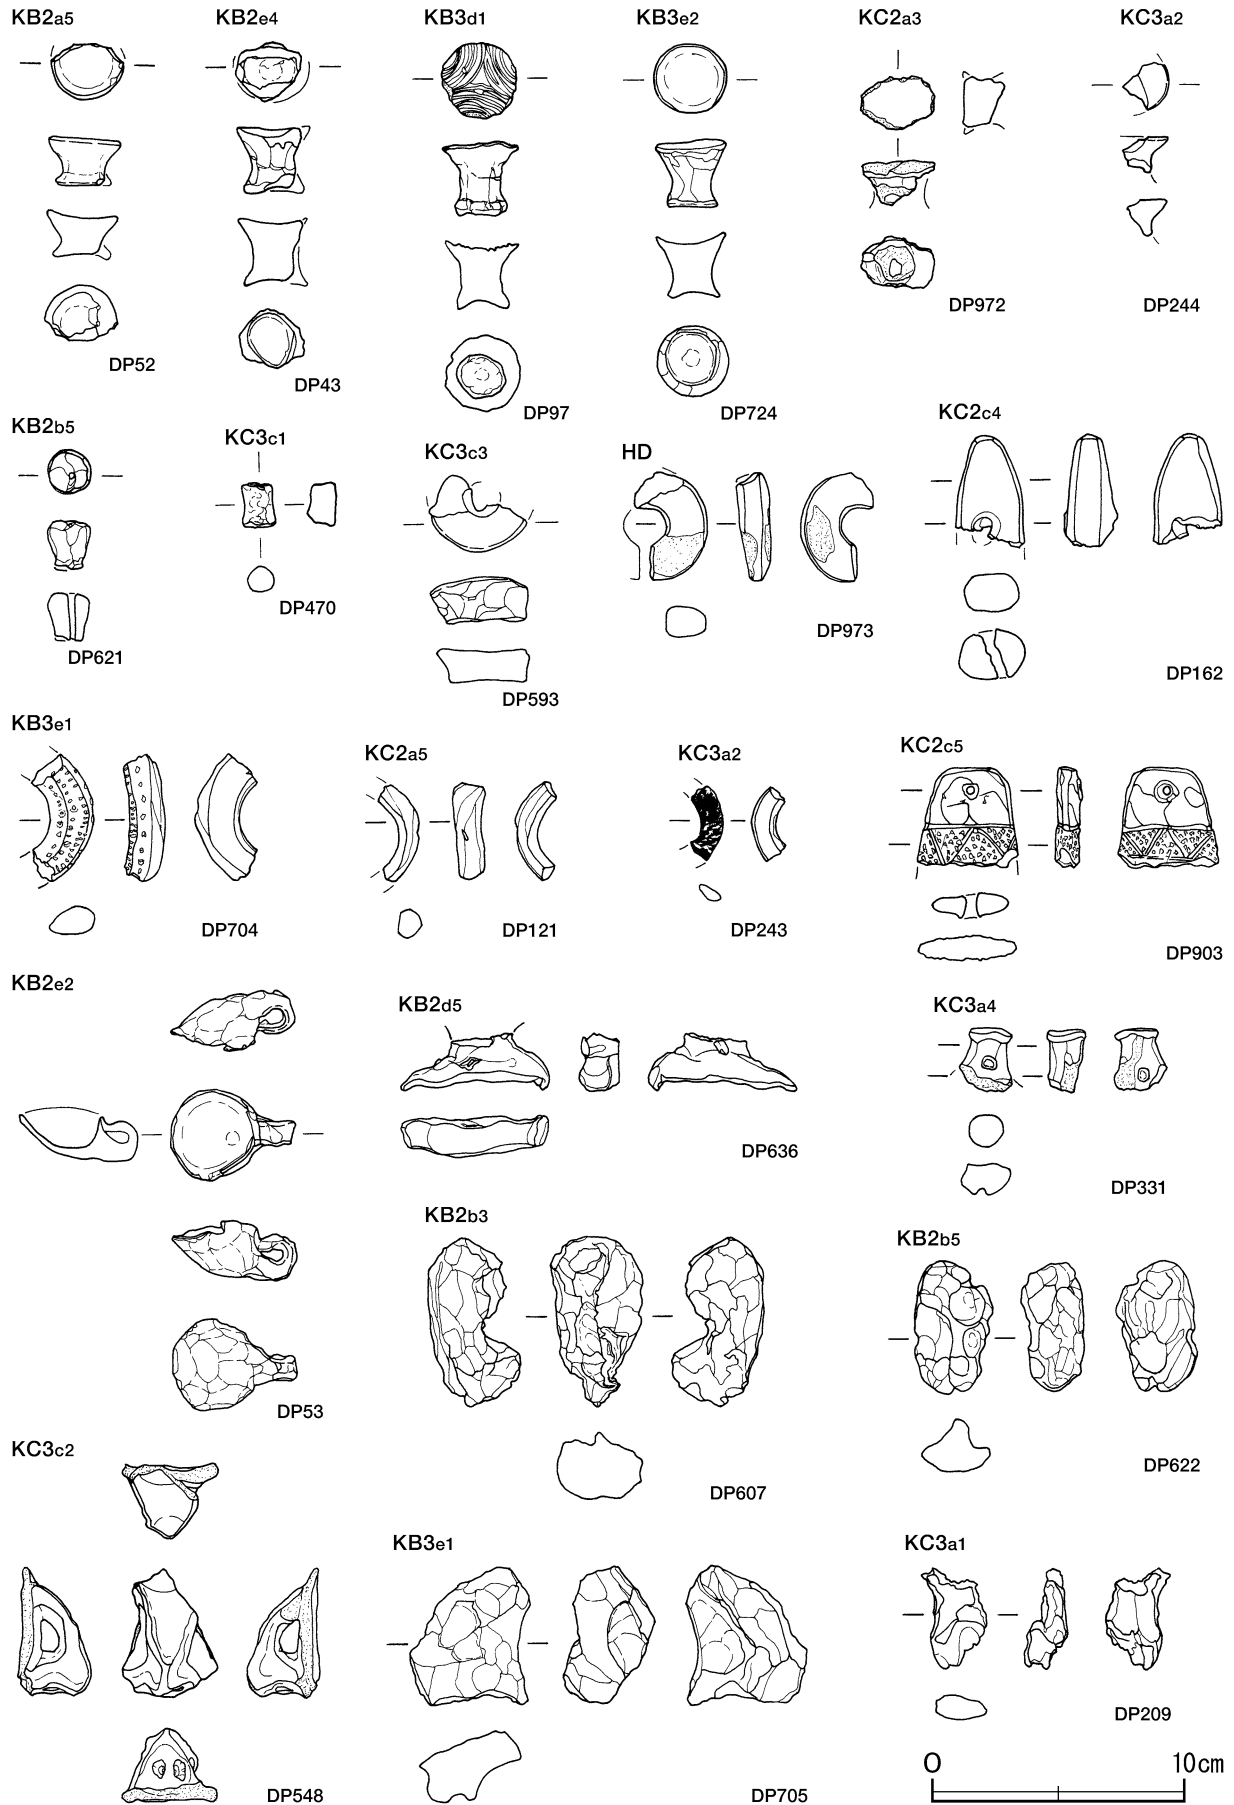 KB2a5
KB2e4
KB3d1
KB3e2
KC2a3
KC3a2
DP52
DP43
DP97
DP724
DP972
DP244
KB2b5
KC3c1
KC3c3
HD
KC2c4
DP621
DP470
DP593
DP973
DP162
KB3e1
KC2a5
KC3a2
KC2c5
DP704
DP121
DP243
DP903
KB2e2
KB2d5
KC3a4
DP636
DP331
KB2b3
KB2b5
DP53
DP607
DP622
KC3c2
KB3e1
KC3a1
DP548
DP705
DP209
0 10cm